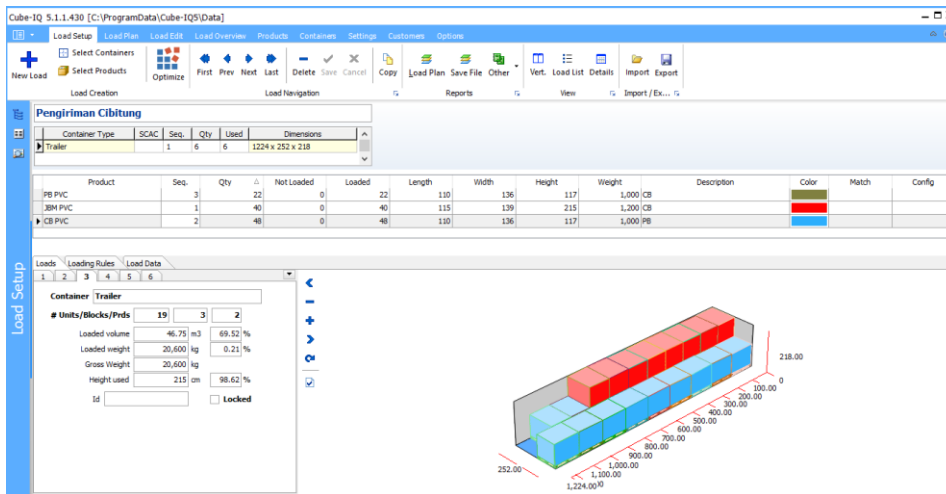 Cube-IQ 5.1.1.430 [C:\ProgramData\Cube-IQ5\Data]
Load Setup Load Plan Load Edit Load Overview Products Containers Settings Customers Options
New Load
Select Containers
Select Products
Optimize
First Prev Next Last
Delete Save Cancel
Copy
Load Plan Save File Other
Vert. Load List Details
Import Export
Load Creation Load Navigation Reports View Import / Ex...
Load Setup
Pengiriman Cibitung
Container Type SCAC Seq. Qty Used Dimensions
Trailer 1 6 6 1224 x 252 x 218
Product Seq. Qty Not Loaded Loaded Length Width Height Weight Description Color Match Config
PB PVC 3 22 0 22 110 136 117 1,000 CB
JBM PVC 1 40 0 40 115 139 215 1,200 CB
CB PVC 2 48 0 48 110 136 117 1,000 PB
Loads Loading Rules Load Data
1 2 3 4 5 6
Container Trailer
# Units/Blocks/Prds 19 3 2
Loaded volume 46.75 m3 69.52 %
Loaded weight 20,600 kg 0.21 %
Gross Weight 20,600 kg
Height used 215 cm 98.62 %
Id Locked
218.00
0
100.00
200.00
300.00
400.00
500.00
600.00
700.00
800.00
900.00
1,000.00
1,100.00
1,224.00
252.00